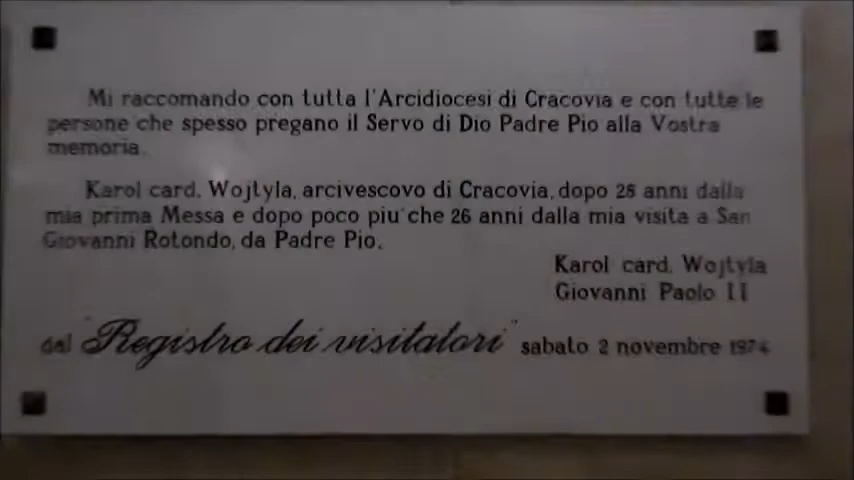 Mi raccomando con tutta l'Arcidiocesi di Cracovia e con tutte le
persone che spesso pregano il Servo di Dio Padre Pio alla Vostra
memoria.
Karol card. Wojtyla, arcivescovo di Cracovia, dopo 25 anni dalla
mia prima Messa e dopo poco piu' che 26 anni dalla mia visita a San
Giovanni Rotondo, da Padre Pio.
Karol card. Wojtyla
Giovanni Paolo II
dal "Registro dei visitatori" sabato 2 novembre 1974